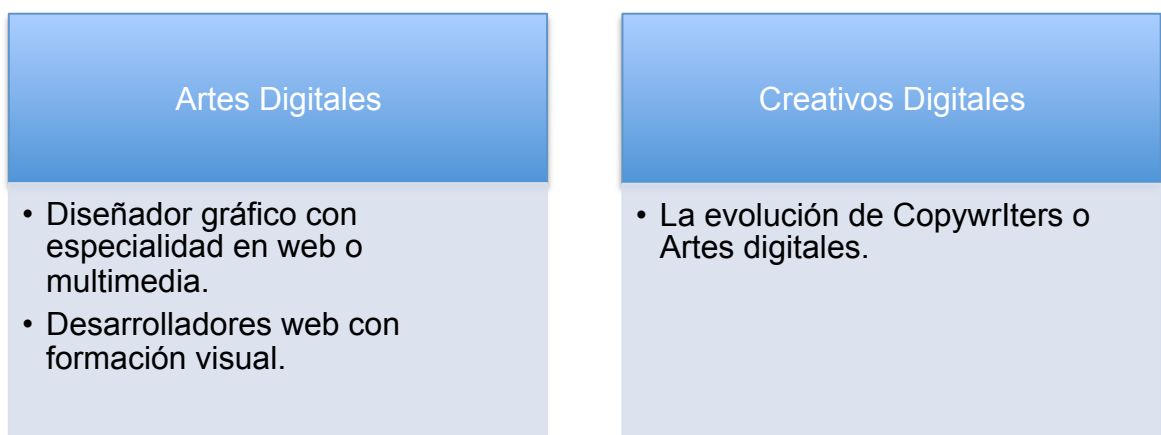 Artes Digitales
• Diseñador gráfico con
especialidad en web o
multimedia.
• Desarrolladores web con
formación visual.
Creativos Digitales
• La evolución de CopywrIters o
Artes digitales.